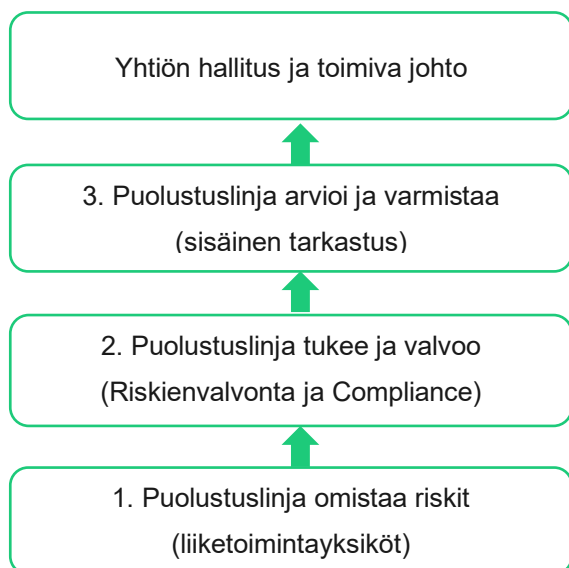 Yhtiön hallitus ja toimiva johto
3. Puolustuslinja arvioi ja varmistaa
(sisäinen tarkastus)
2. Puolustuslinja tukee ja valvoo
(Riskienvalvonta ja Compliance)
1. Puolustuslinja omistaa riskit
(liiketoimintayksiköt)